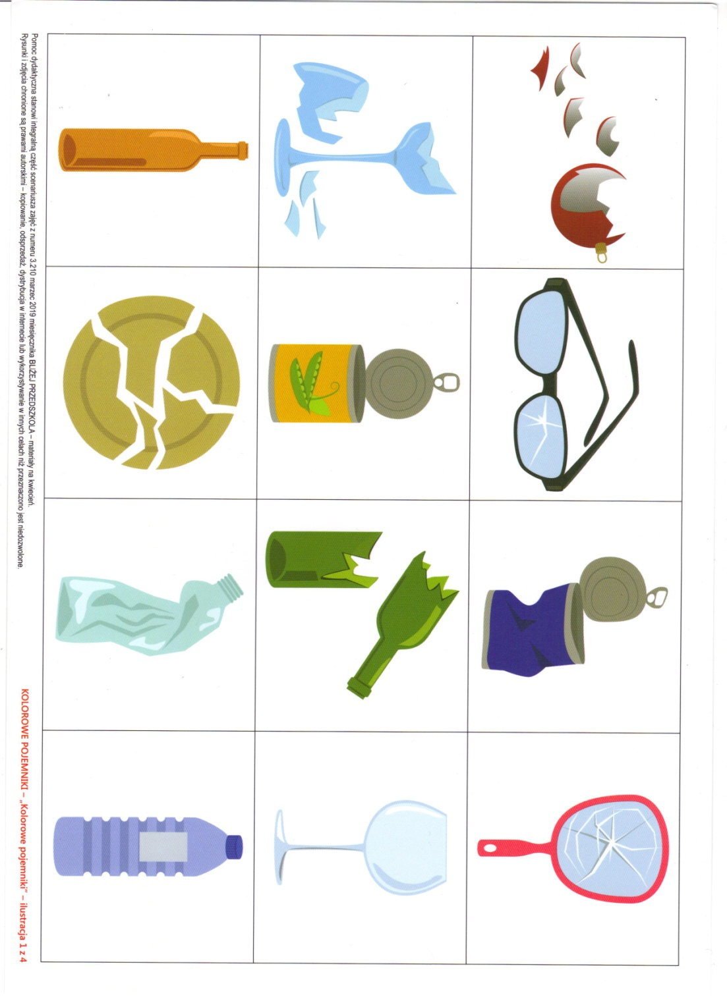 Pomoc dydaktyczna stanowi integralną część scenariusza zajęć z numeru 3.210 marzec 2019 miesięcznika BLIŻEJ PRZEDSZKOLA – materiały na kwiecień.
Rysunki i zdjęcia chronione są prawami autorskimi – kopiowanie, odsprzedaż, dystrybucja w internecie lub wykorzystywanie w innych celach niż przeznaczono jest niedozwolone.
KOLOROWE POJEMNIKI – „Kolorowe pojemniki” – ilustracja 1 z 4